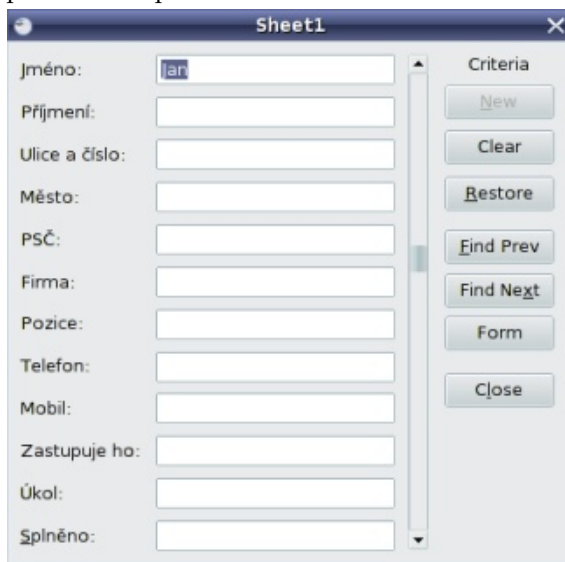 Sheet1
Jméno: Jan
Příjmení:
Ulice a číslo:
Město:
PSČ:
Firma:
Pozice:
Telefon:
Mobil:
Zastupuje ho:
Úkol:
Splněno:
Criteria
New
Clear
Restore
Find Prev
Find Next
Form
Close